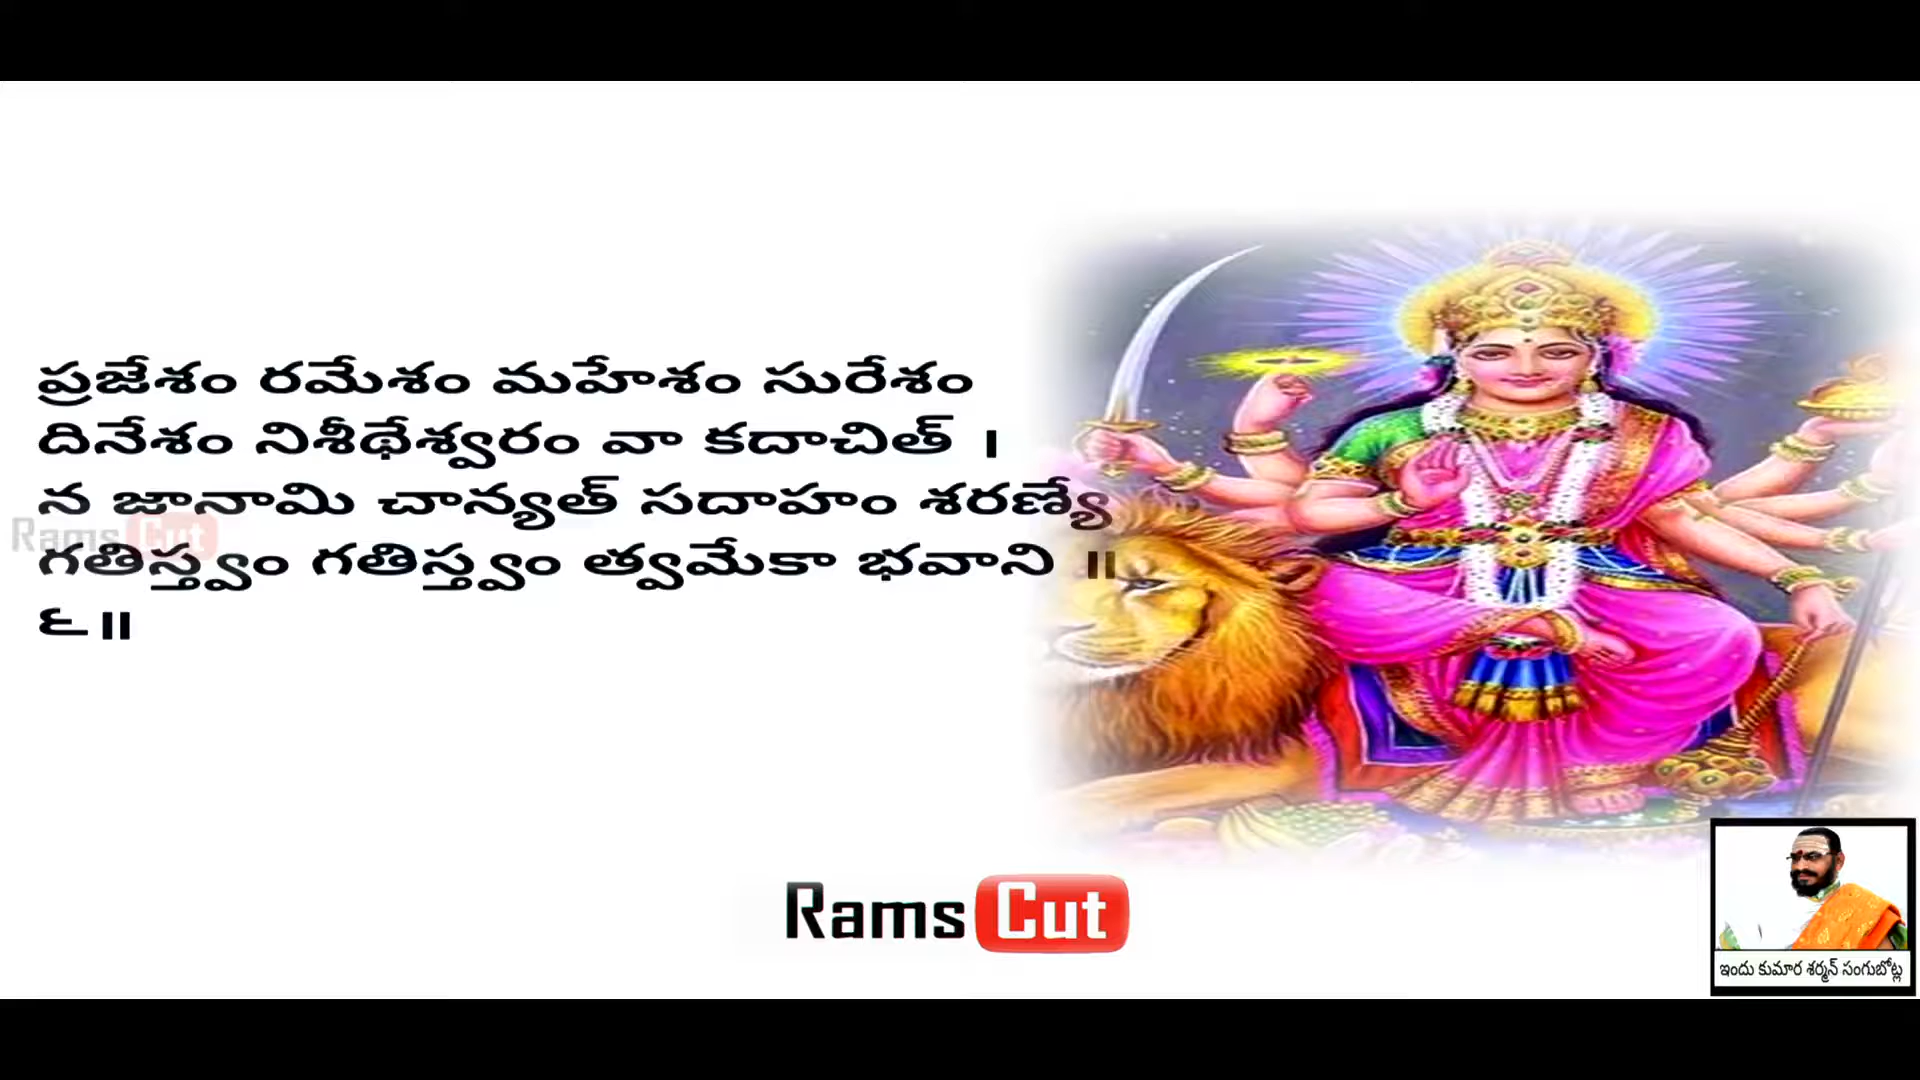 ప్రజేశం రమేశం మహేశం సురేశం
దినేశం నిశీథేశ్వరం వా కదాచిత్ ।
న జానామి చాన్యత్ సదాహం శరణ్యే
గతిస్త్వం గతిస్త్వం త్వమేకా భవాని ॥
౬॥
Rams Cut
Rams Cut
ఇందు కుమార శర్మన్ సంగుబోట్ల